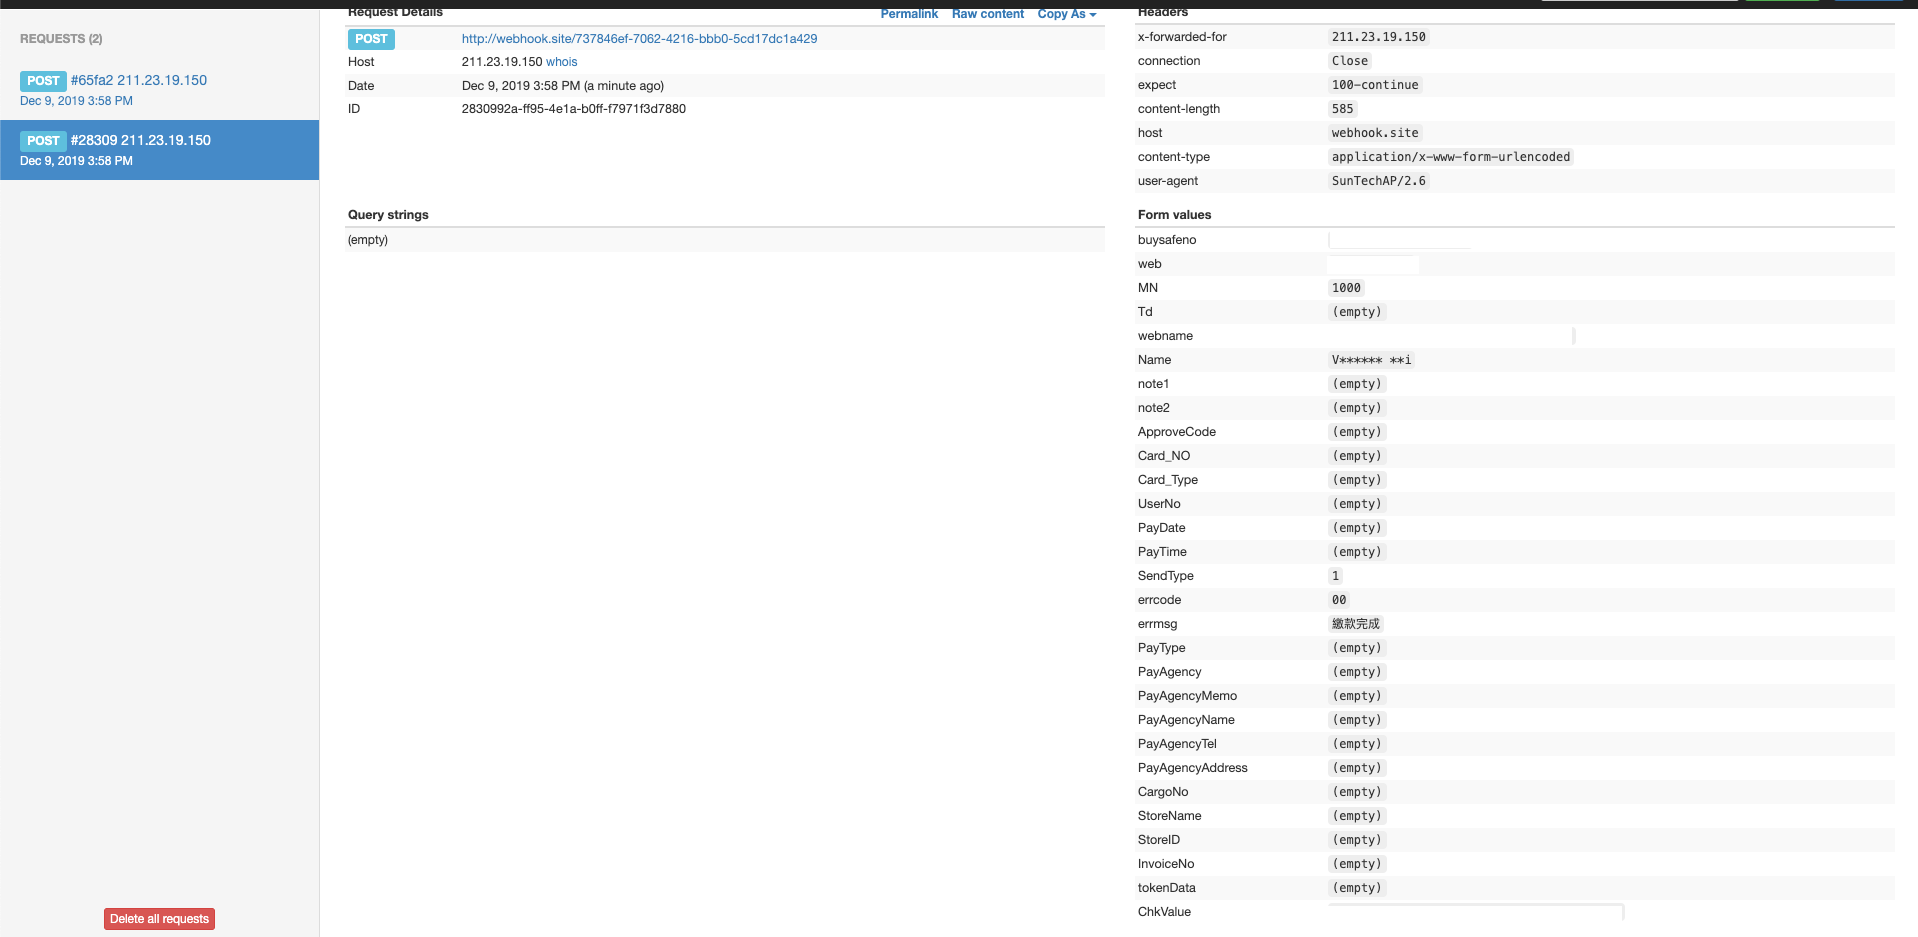 REQUESTS (2)
POST #65fa2 211.23.19.150
Dec 9, 2019 3:58 PM
POST #28309 211.23.19.150
Dec 9, 2019 3:58 PM
Delete all requests
Request Details Permalink Raw content Copy As
POST http://webhook.site/737846ef-7062-4216-bbb0-5cd17dc1a429
Host 211.23.19.150 whois
Date Dec 9, 2019 3:58 PM (a minute ago)
ID 2830992a-ff95-4e1a-b0ff-f7971f3d7880
Query strings
(empty)
Headers
x-forwarded-for 211.23.19.150
connection Close
expect 100-continue
content-length 585
host webhook.site
content-type application/x-www-form-urlencoded
user-agent SunTechAP/2.6
Form values
buysafeno
web
MN 1000
Td (empty)
webname
Name V****** **i
note1 (empty)
note2 (empty)
ApproveCode (empty)
Card_NO (empty)
Card_Type (empty)
UserNo (empty)
PayDate (empty)
PayTime (empty)
SendType 1
errcode 00
errmsg 繳款完成
PayType (empty)
PayAgency (empty)
PayAgencyMemo (empty)
PayAgencyName (empty)
PayAgencyTel (empty)
PayAgencyAddress (empty)
CargoNo (empty)
StoreName (empty)
StoreID (empty)
InvoiceNo (empty)
tokenData (empty)
ChkValue